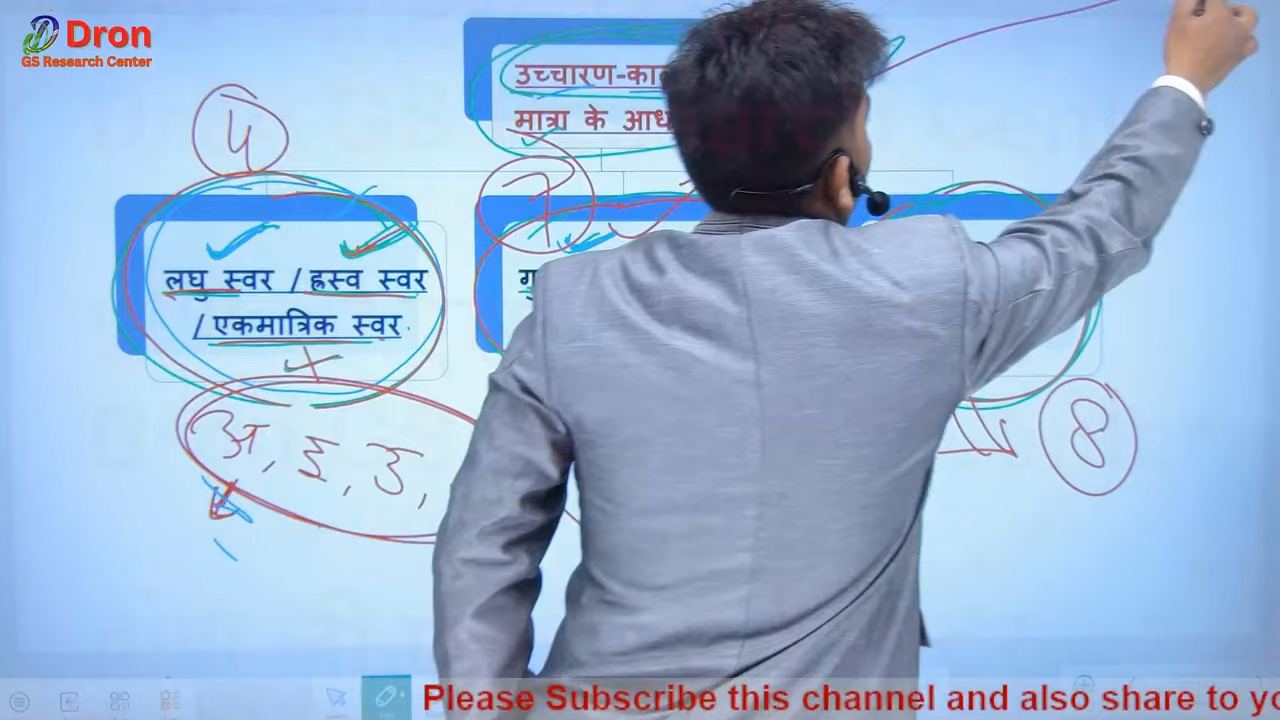 Dron
GS Research Center
उच्चारण-का
मात्रा के आध
4
7
लघु स्वर / ह्रस्व स्वर
/ एकमात्रिक स्वर
गु
8
अ, इ, उ,
Please Subscribe this channel and also share to yo